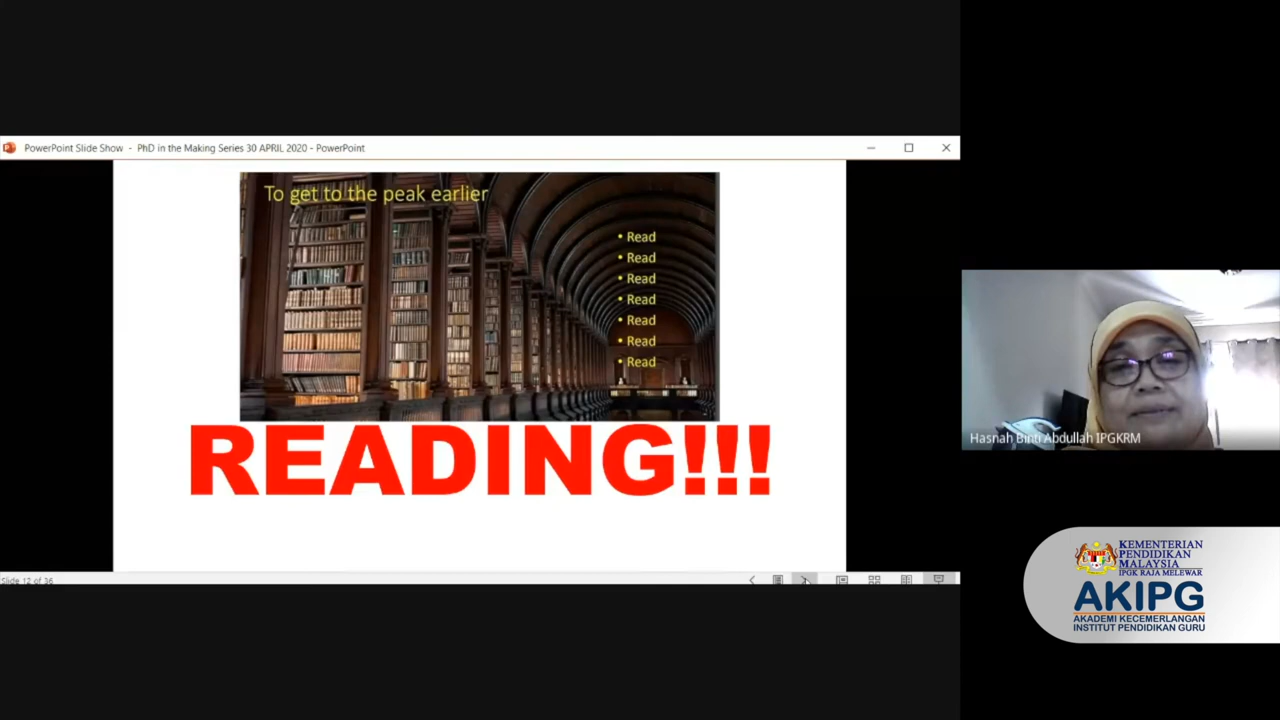 PowerPoint Slide Show - PhD in the Making Series 30 APRIL 2020 - PowerPoint
To get to the peak earlier
• Read
• Read
• Read
• Read
• Read
• Read
• Read
READING!!!
Slide 12 of 36
Hasnah Binti Abdullah IPGKRM
KEMENTERIAN
PENDIDIKAN
MALAYSIA
IPGK RAJA MELEWAR
AKIPG
AKADEMI KECEMERLANGAN
INSTITUT PENDIDIKAN GURU